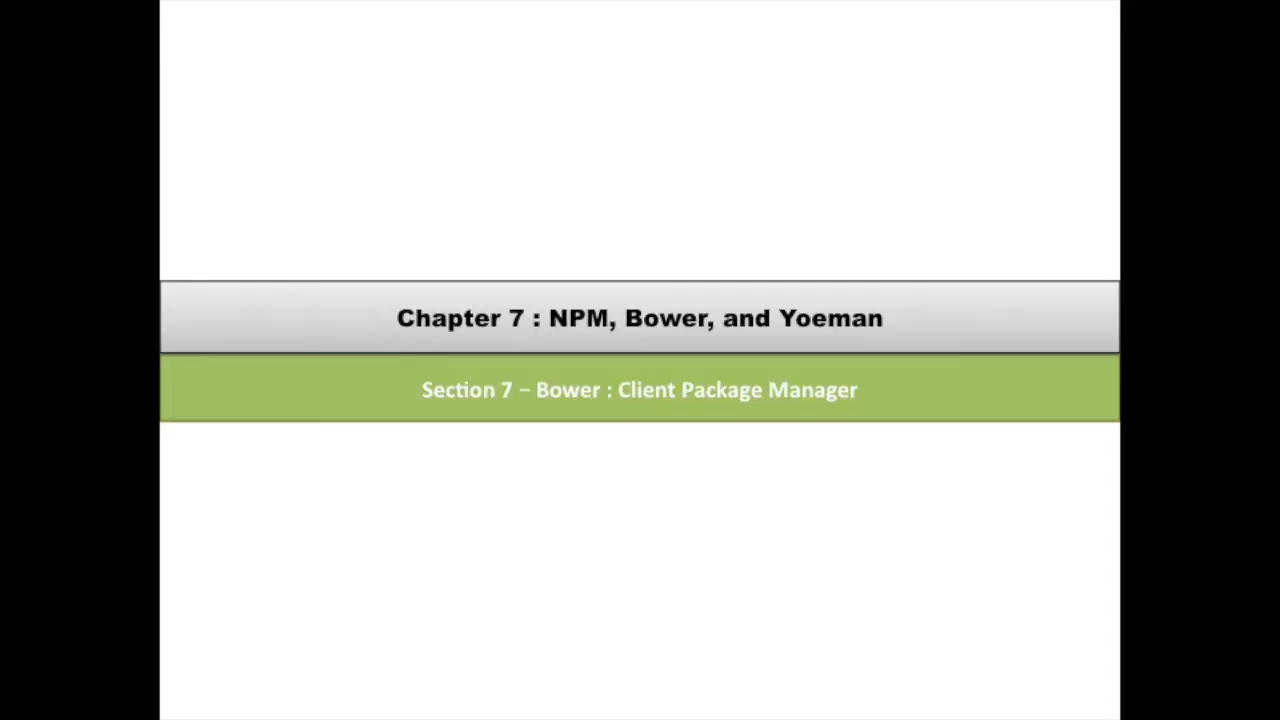 Chapter 7 : NPM, Bower, and Yoeman
Section 7 – Bower : Client Package Manager